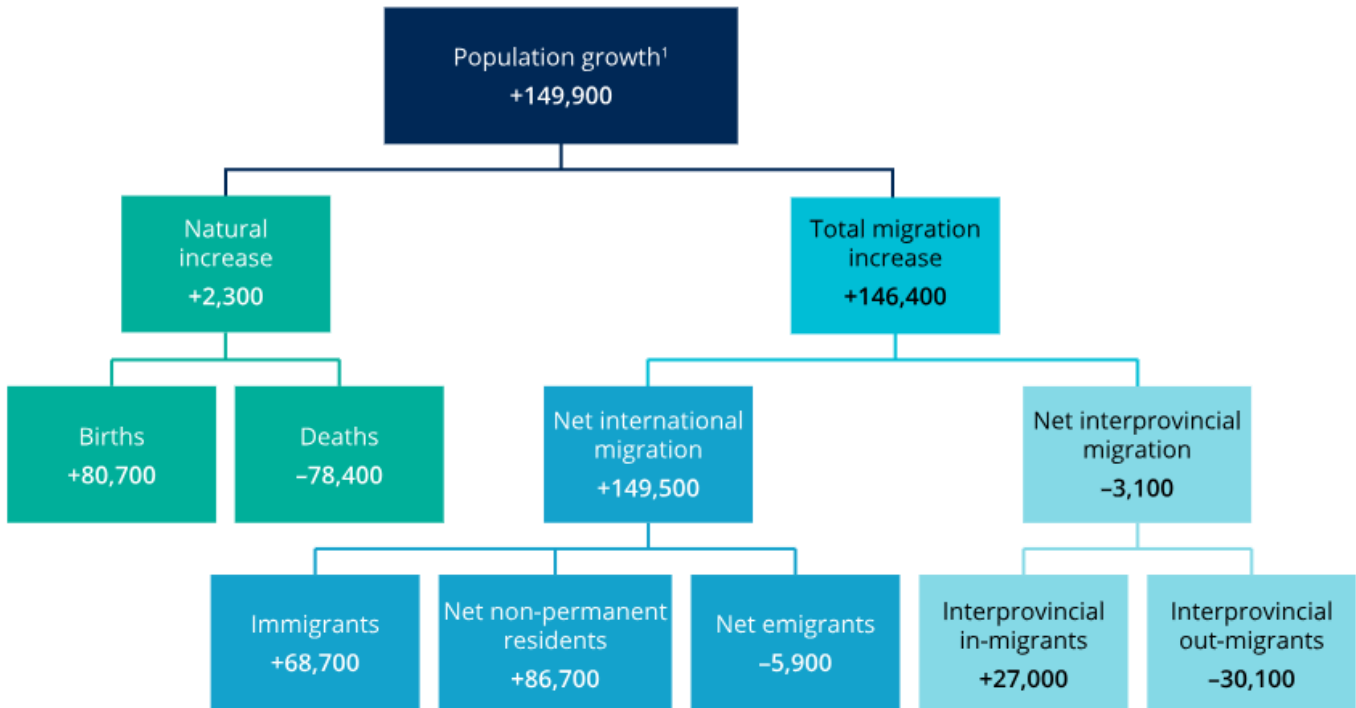 Population growth¹
+149,900
Natural
increase
+2,300
Total migration
increase
+146,400
Births
+80,700
Deaths
–78,400
Net international
migration
+149,500
Net interprovincial
migration
–3,100
Immigrants
+68,700
Net non-permanent
residents
+86,700
Net emigrants
–5,900
Interprovincial
in-migrants
+27,000
Interprovincial
out-migrants
–30,100